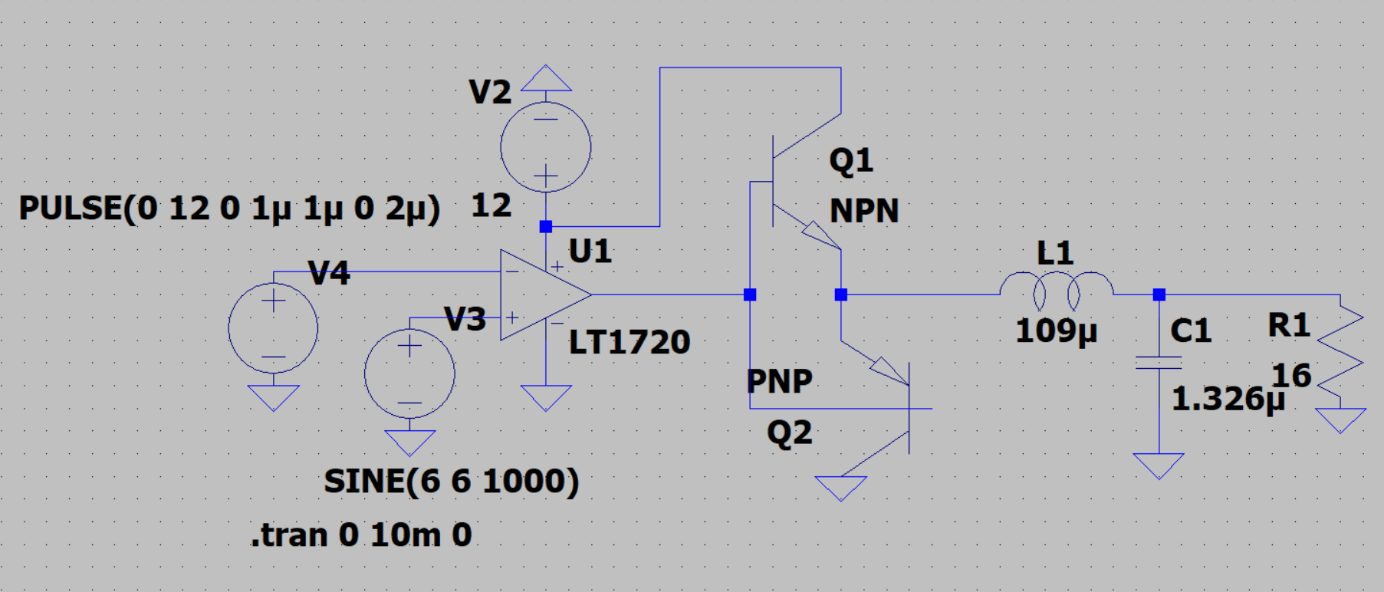 V2
Q1
PULSE(0 12 0 1µ 1µ 0 2µ)
12
NPN
U1
L1
V4
V3
LT1720
109µ
C1
R1
PNP
16
1.326µ
Q2
SINE(6 6 1000)
.tran 0 10m 0